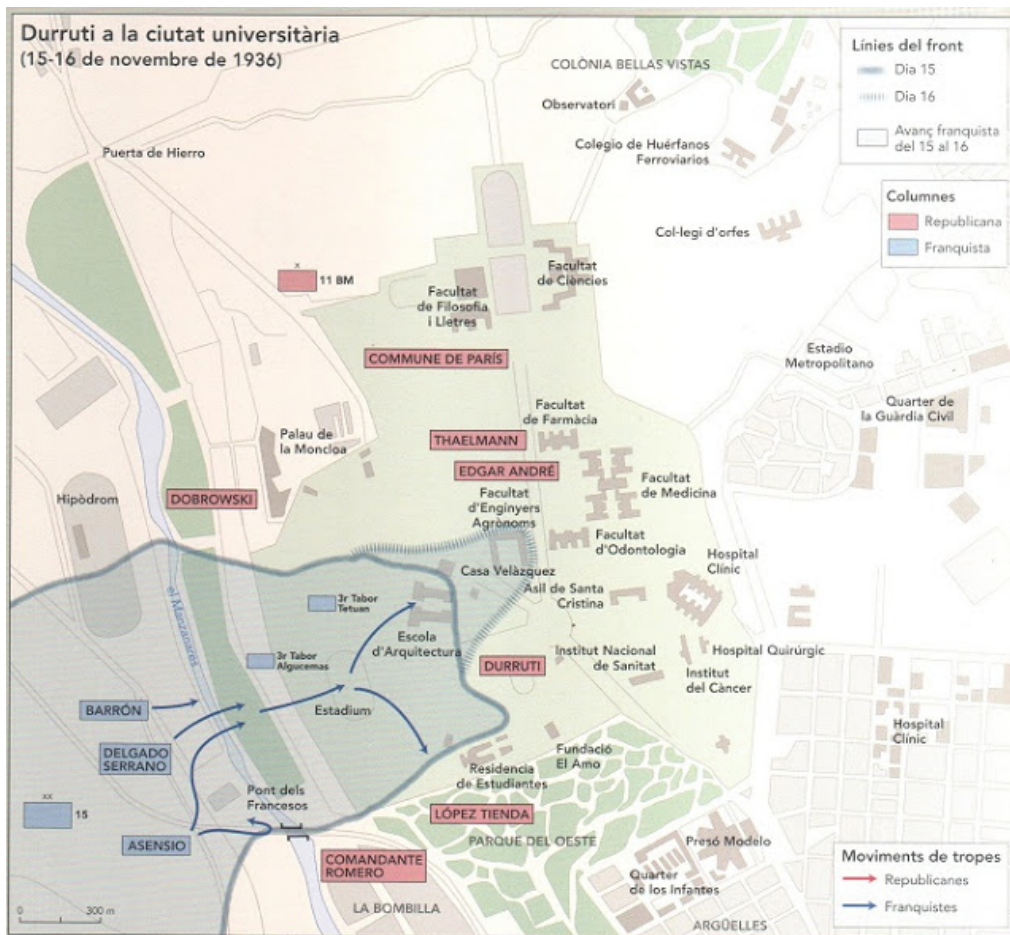 Durruti a la ciutat universitària
(15-16 de novembre de 1936)
Línies del front
Dia 15
Dia 16
Avanç franquista
del 15 al 16
Columnes
Republicana
Franquista
COLÒNIA BELLAS VISTAS
Observatori
Colegio de Huérfanos
Ferroviarios
Puerta de Hierro
Col·legi d'orfes
X
11 BM
Facultat
de Ciències
Facultat
de Filosofia
i Lletres
COMMUNE DE PARÍS
Estadio
Metropolitano
Quarter de
la Guàrdia Civil
Facultat
de Farmàcia
Palau de
la Moncloa
THAELMANN
EDGAR ANDRÉ
Facultat
de Medicina
Hipòdrom
DOBROWSKI
Facultat
d'Enginyers
Agrònoms
Facultat
d'Odontologia
Hospital
Clínic
Casa Velàzquez
Asil de Santa
Cristina
el Manzanares
3r Tabor
Tetuan
Escola
d'Arquitectura
3r Tabor
Algucemas
DURRUTI
Institut Nacional
de Sanitat
Hospital Quirúrgic
Institut
del Càncer
BARRÓN
Estadium
Hospital
Clínic
DELGADO
SERRANO
Fundació
El Amo
Residencia
de Estudiantes
Pont dels
Francesos
XX
15
LÓPEZ TIENDA
ASENSIO
PARQUE DEL OESTE
Presó Modelo
COMANDANTE
ROMERO
Quarter
de los Infantes
Moviments de tropes
Republicanes
Franquistes
0 300 m
LA BOMBILLA
ARGÜELLES